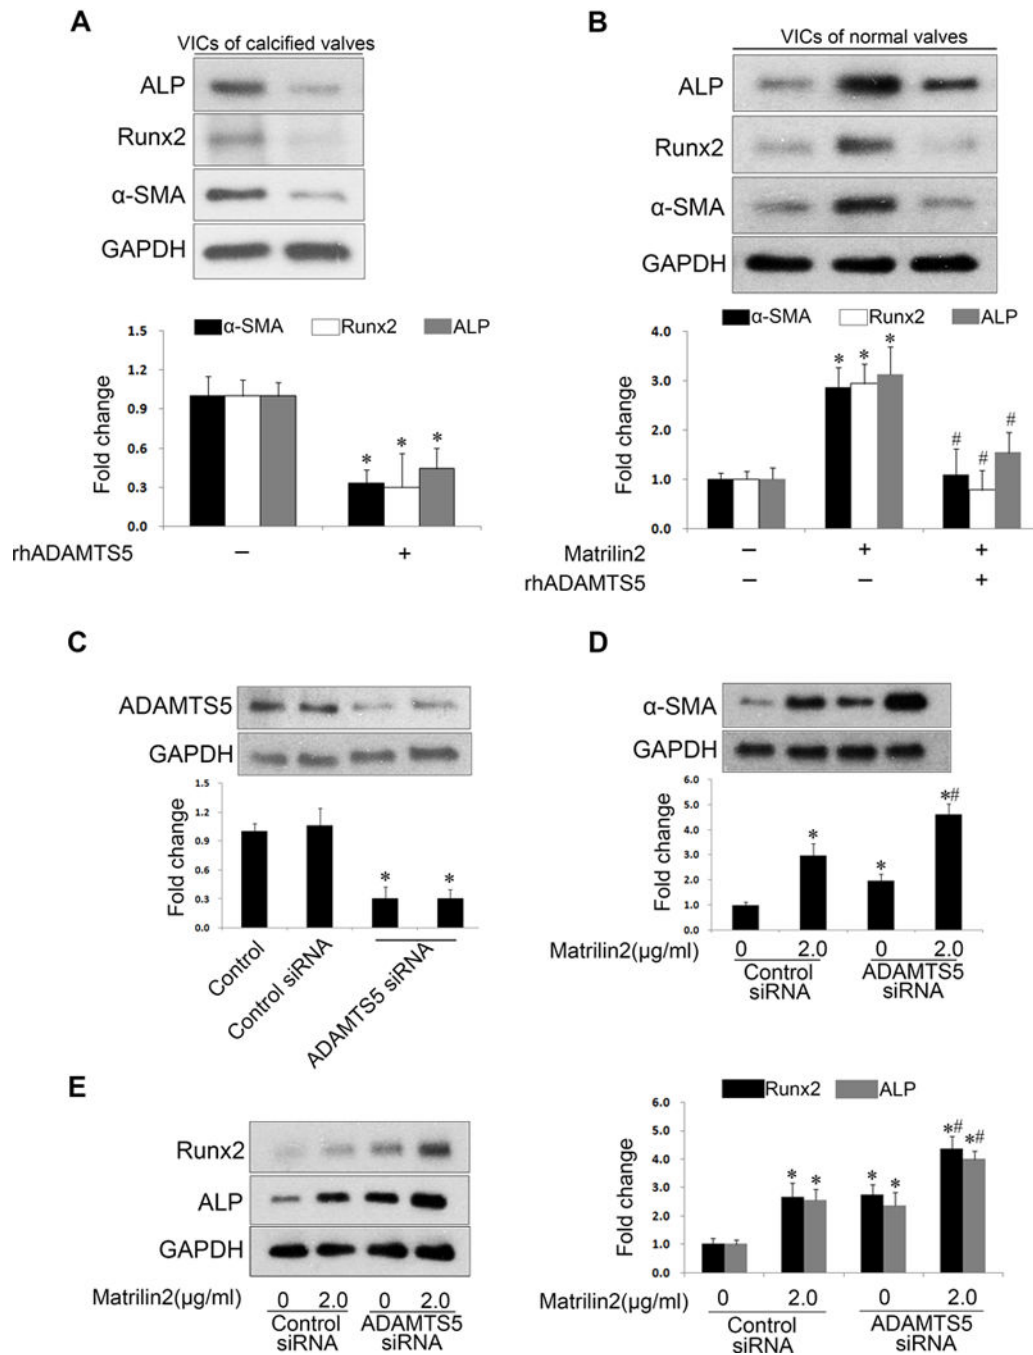 A
VICs of calcified valves
ALP
Runx2
α-SMA
GAPDH
α-SMA Runx2 ALP
1.5
1.2
0.9
0.6
0.3
0.0
Fold change
* * *
rhADAMTS5 – +
B
VICs of normal valves
ALP
Runx2
α-SMA
GAPDH
α-SMA Runx2 ALP
4.0
3.0
2.0
1.0
0.0
Fold change
* * *
# # #
Matrilin2 – + +
rhADAMTS5 – – +
C
ADAMTS5
GAPDH
1.5
1.2
0.9
0.6
0.3
0.0
Fold change
* *
Control
Control siRNA
ADAMTS5 siRNA
D
α-SMA
GAPDH
6.0
5.0
4.0
3.0
2.0
1.0
0.0
Fold change
* * *#
Matrilin2(μg/ml) 0 2.0 0 2.0
Control siRNA
ADAMTS5 siRNA
E
Runx2
ALP
GAPDH
Matrilin2(μg/ml) 0 2.0 0 2.0
Control siRNA
ADAMTS5 siRNA
Runx2 ALP
6.0
5.0
4.0
3.0
2.0
1.0
0.0
Fold change
* * * * *# *#
Matrilin2(μg/ml) 0 2.0 0 2.0
Control siRNA
ADAMTS5 siRNA